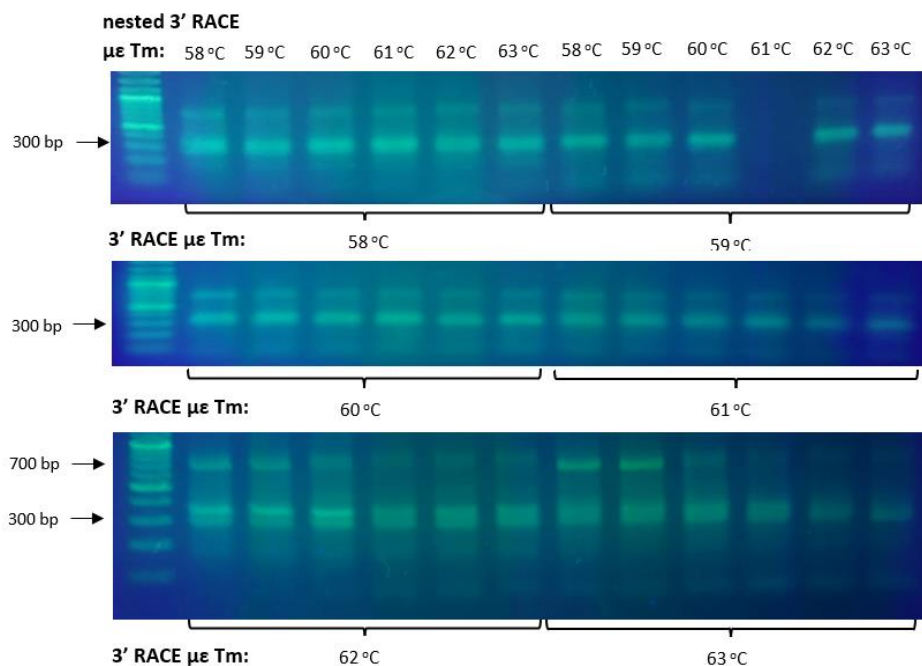 nested 3’ RACE
με Tm: 58 °C 59 °C 60 °C 61 °C 62 °C 63 °C 58 °C 59 °C 60 °C 61 °C 62 °C 63 °C
300 bp
3’ RACE με Tm: 58 °C 59 °C
300 bp
3’ RACE με Tm: 60 °C 61 °C
700 bp
300 bp
3’ RACE με Tm: 62 °C 63 °C